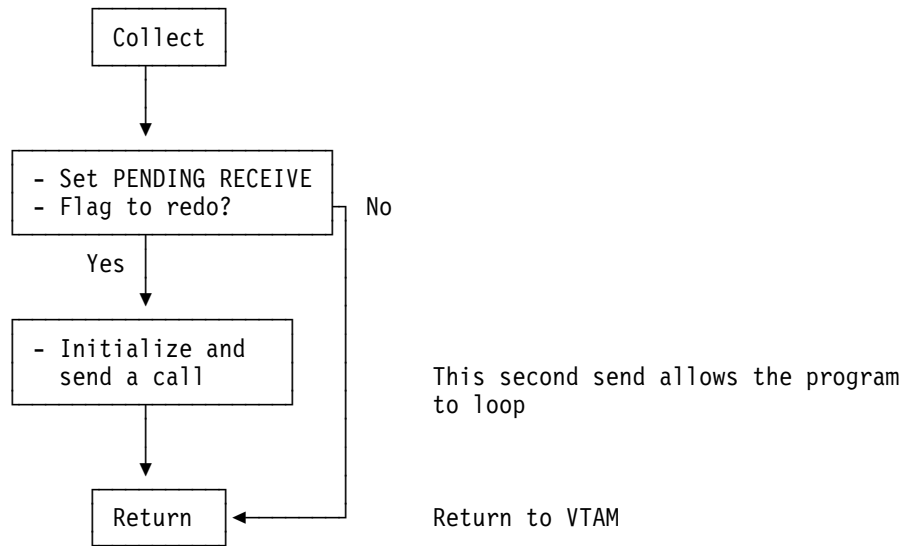 Collect
- Set PENDING RECEIVE
- Flag to redo?
No
Yes
- Initialize and
send a call
This second send allows the program
to loop
Return
Return to VTAM